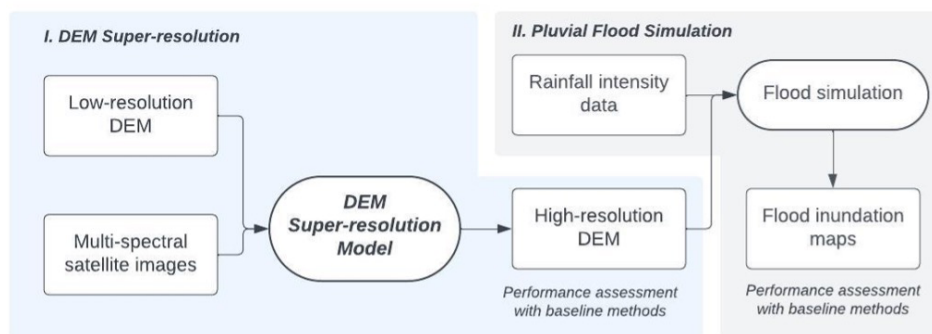 I. DEM Super-resolution
Low-resolution
DEM
Multi-spectral
satellite images
DEM
Super-resolution
Model
High-resolution
DEM
Performance assessment
with baseline methods
II. Pluvial Flood Simulation
Rainfall intensity
data
Flood simulation
Flood inundation
maps
Performance assessment
with baseline methods